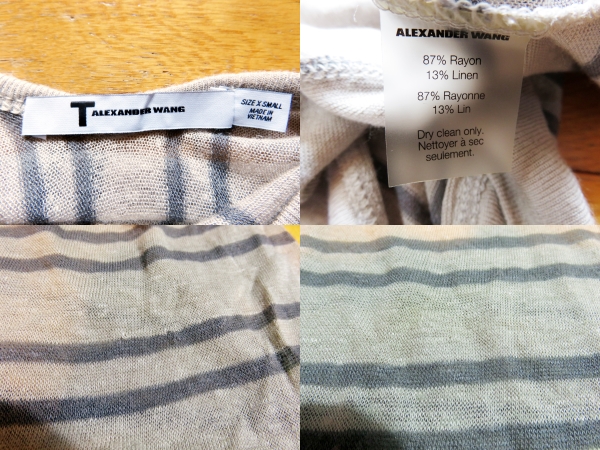 T ALEXANDER WANG
SIZE X SMALL
MADE IN
VIETNAM
ALEXANDER WANG
87% Rayon
13% Linen
87% Rayonne
13% Lin
Dry clean only.
Nettoyer à sec
seulement.